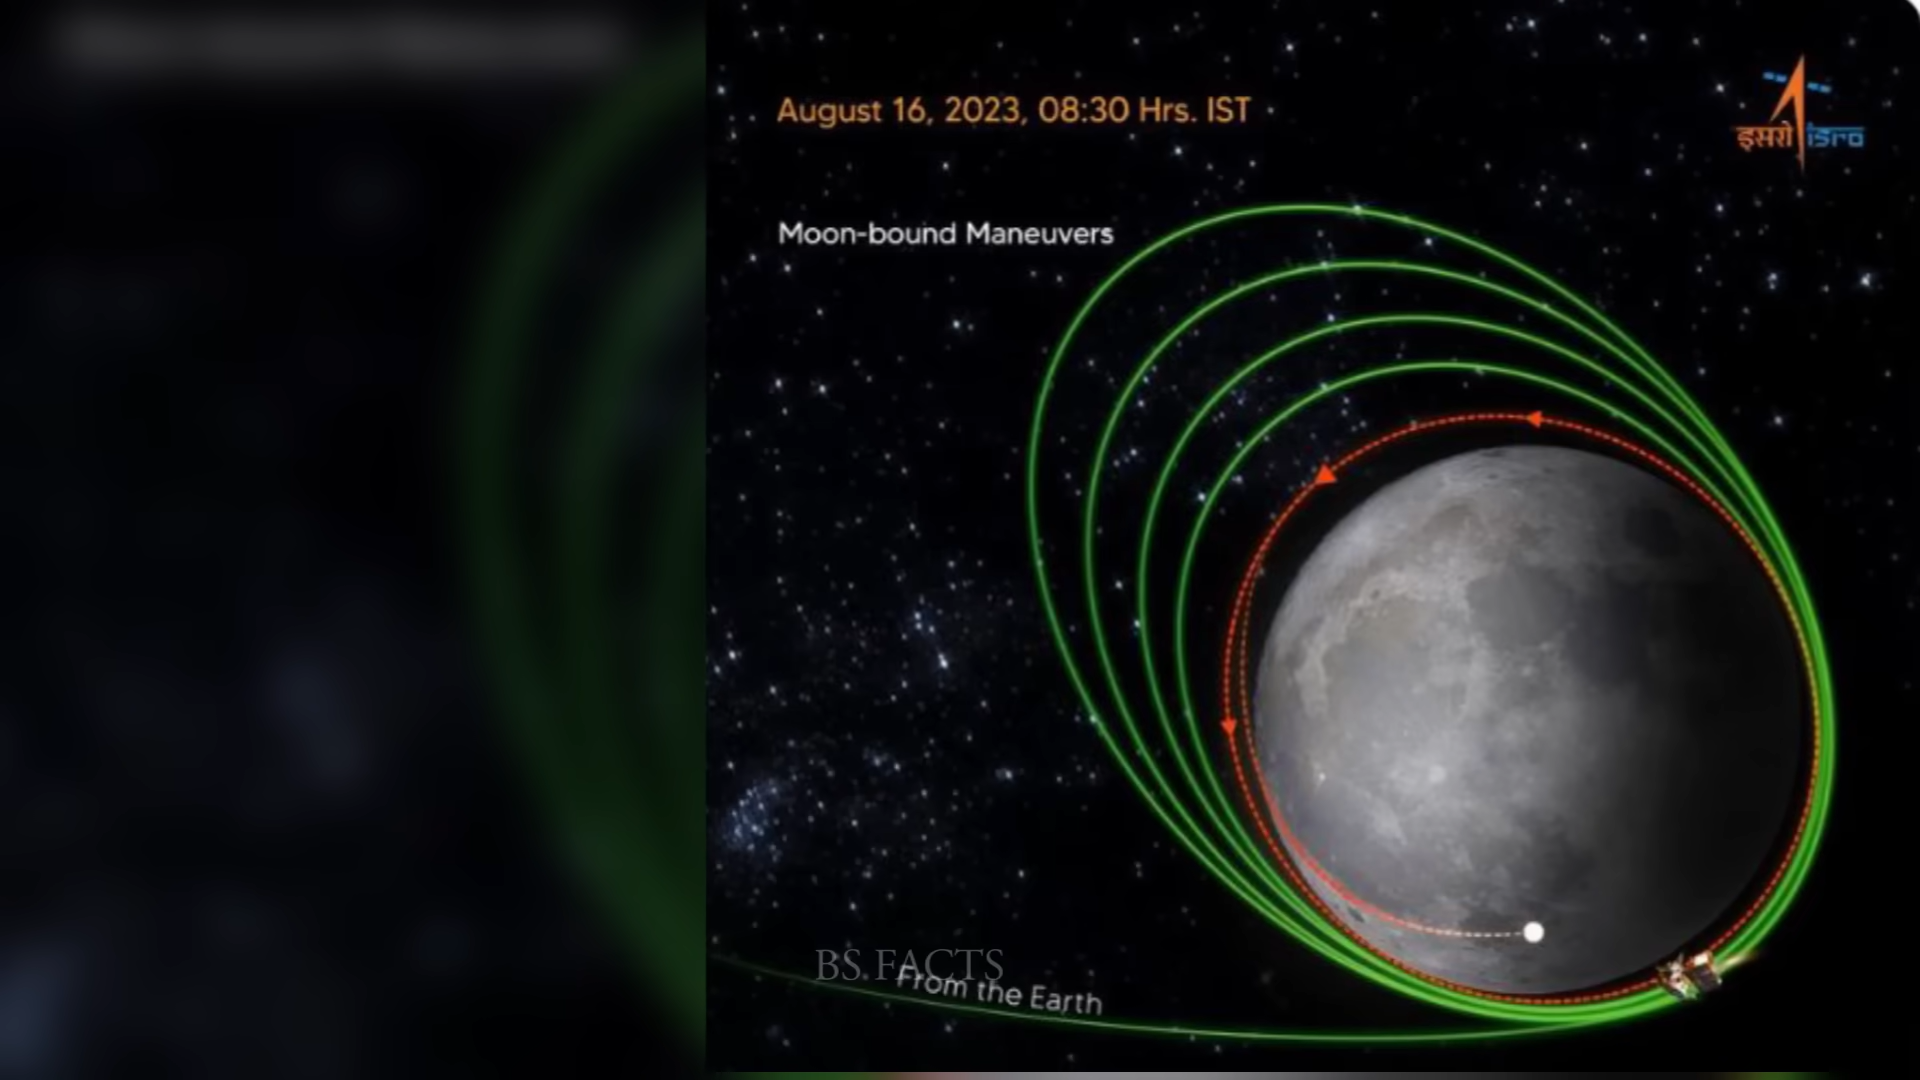 August 16, 2023, 08:30 Hrs. IST
इसरो isro
Moon-bound Maneuvers
BS.FACTS
From the Earth